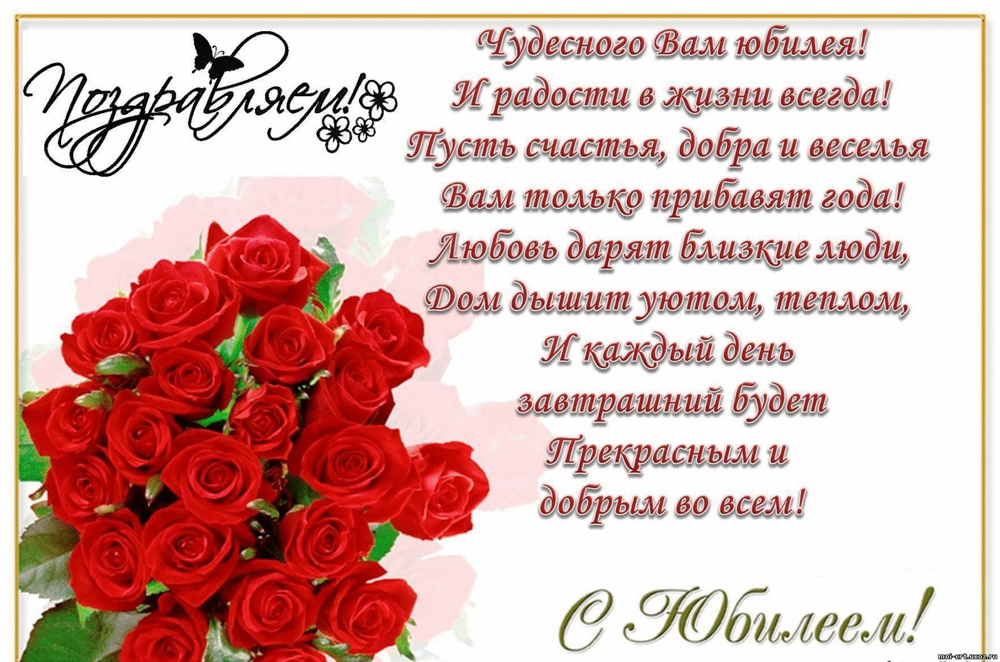 Поздравляем!
Чудесного Вам юбилея!
И радости в жизни всегда!
Пусть счастья, добра и веселья
Вам только прибавят года!
Любовь дарят близкие люди,
Дом дышит уютом, теплом,
И каждый день
завтрашний будет
Прекрасным и
добрым во всем!
С Юбилеем!
moi-crt.ucoz.ru